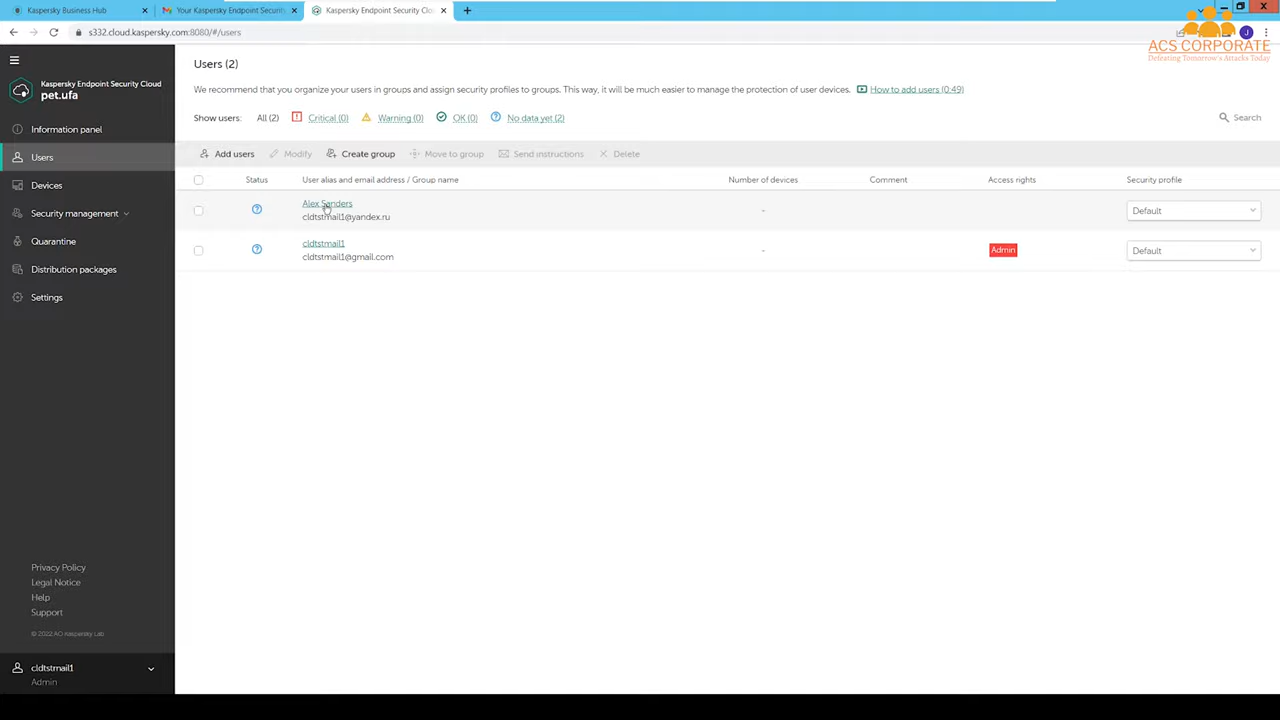 Kaspersky Business Hub
Your Kaspersky Endpoint Securit
Kaspersky Endpoint Security Clo
s332.cloud.kaspersky.com:8080/#/users
J
ACS CORPORATE
Defeating Tomorrow's Attacks Today
Kaspersky Endpoint Security Cloud
pet.ufa
Information panel
Users
Devices
Security management
Quarantine
Distribution packages
Settings
Privacy Policy
Legal Notice
Help
Support
© 2022 AO Kaspersky Lab
cldtstmail1
Admin
Users (2)
We recommend that you organize your users in groups and assign security profiles to groups. This way, it will be much easier to manage the protection of user devices. How to add users (0:49)
Show users: All (2) Critical (0) Warning (0) OK (0) No data yet (2) Search
Add users Modify Create group Move to group Send instructions Delete
Status User alias and email address / Group name Number of devices Comment Access rights Security profile
Alex Sanders
cldtstmail1@yandex.ru - Default
cldtstmail1
cldtstmail1@gmail.com - Admin Default